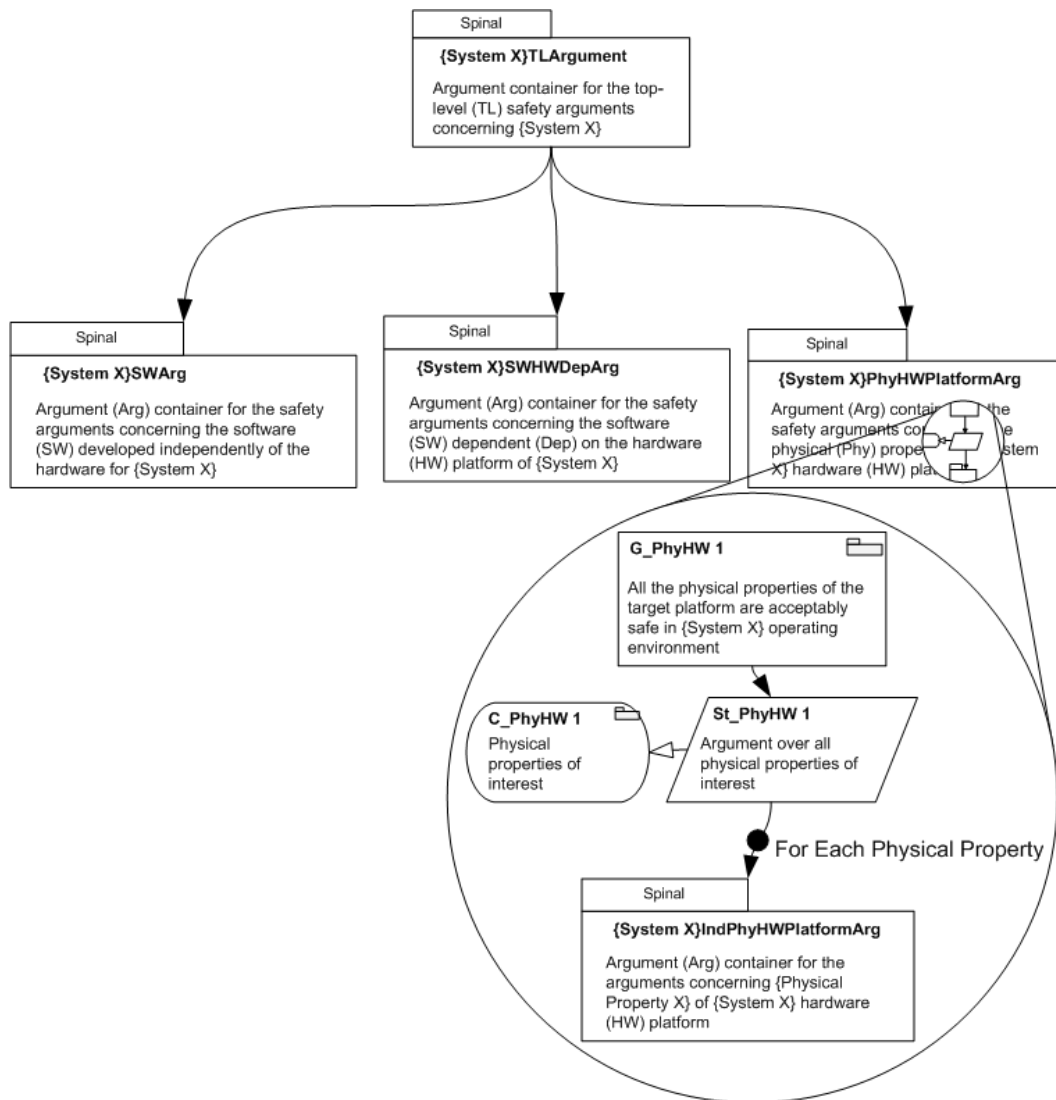 Spinal
{System X}TLArgument
Argument container for the top-
level (TL) safety arguments
concerning {System X}
Spinal
{System X}SWArg
Argument (Arg) container for the safety
arguments concerning the software
(SW) developed independently of the
hardware for {System X}
Spinal
{System X}SWHWDepArg
Argument (Arg) container for the safety
arguments concerning the software
(SW) dependent (Dep) on the hardware
(HW) platform of {System X}
Spinal
{System X}PhyHWPlatformArg
Argument (Arg) the
safety arguments
physical (Phy)
X} hardware (HW)
G_PhyHW 1
All the physical properties of the
target platform are acceptably
safe in {System X} operating
environment
C_PhyHW 1
Physical
properties of
interest
St_PhyHW 1
Argument over all
physical properties of
interest
For Each Physical Property
Spinal
{System X}IndPhyHWPlatformArg
Argument (Arg) container for the
arguments concerning {Physical
Property X} of {System X} hardware
(HW) platform